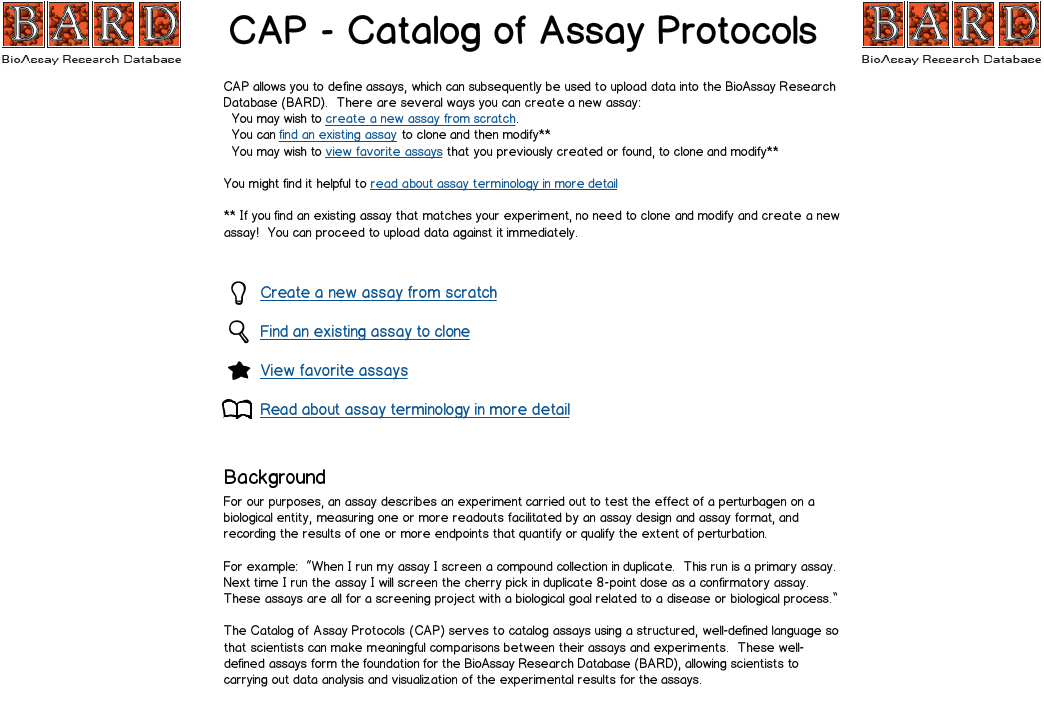 BARD
CAP - Catalog of Assay Protocols
BARD
BioAssay Research Database
BioAssay Research Database
CAP allows you to define assays, which can subsequently be used to upload data into the BioAssay Research
Database (BARD). There are several ways you can create a new assay:
You may wish to create a new assay from scratch.
You can find an existing assay to clone and then modify**
You may wish to view favorite assays that you previously created or found, to clone and modify**
You might find it helpful to read about assay terminology in more detail
** If you find an existing assay that matches your experiment, no need to clone and modify and create a new
assay! You can proceed to upload data against it immediately.
Create a new assay from scratch
Find an existing assay to clone
View favorite assays
Read about assay terminology in more detail
Background
For our purposes, an assay describes an experiment carried out to test the effect of a perturbagen on a
biological entity, measuring one or more readouts facilitated by an assay design and assay format, and
recording the results of one or more endpoints that quantify or qualify the extent of perturbation.
For example: "When I run my assay I screen a compound collection in duplicate. This run is a primary assay.
Next time I run the assay I will screen the cherry pick in duplicate 8-point dose as a confirmatory assay.
These assays are all for a screening project with a biological goal related to a disease or biological process."
The Catalog of Assay Protocols (CAP) serves to catalog assays using a structured, well-defined language so
that scientists can make meaningful comparisons between their assays and experiments. These well-
defined assays form the foundation for the BioAssay Research Database (BARD), allowing scientists to
carrying out data analysis and visualization of the experimental results for the assays.